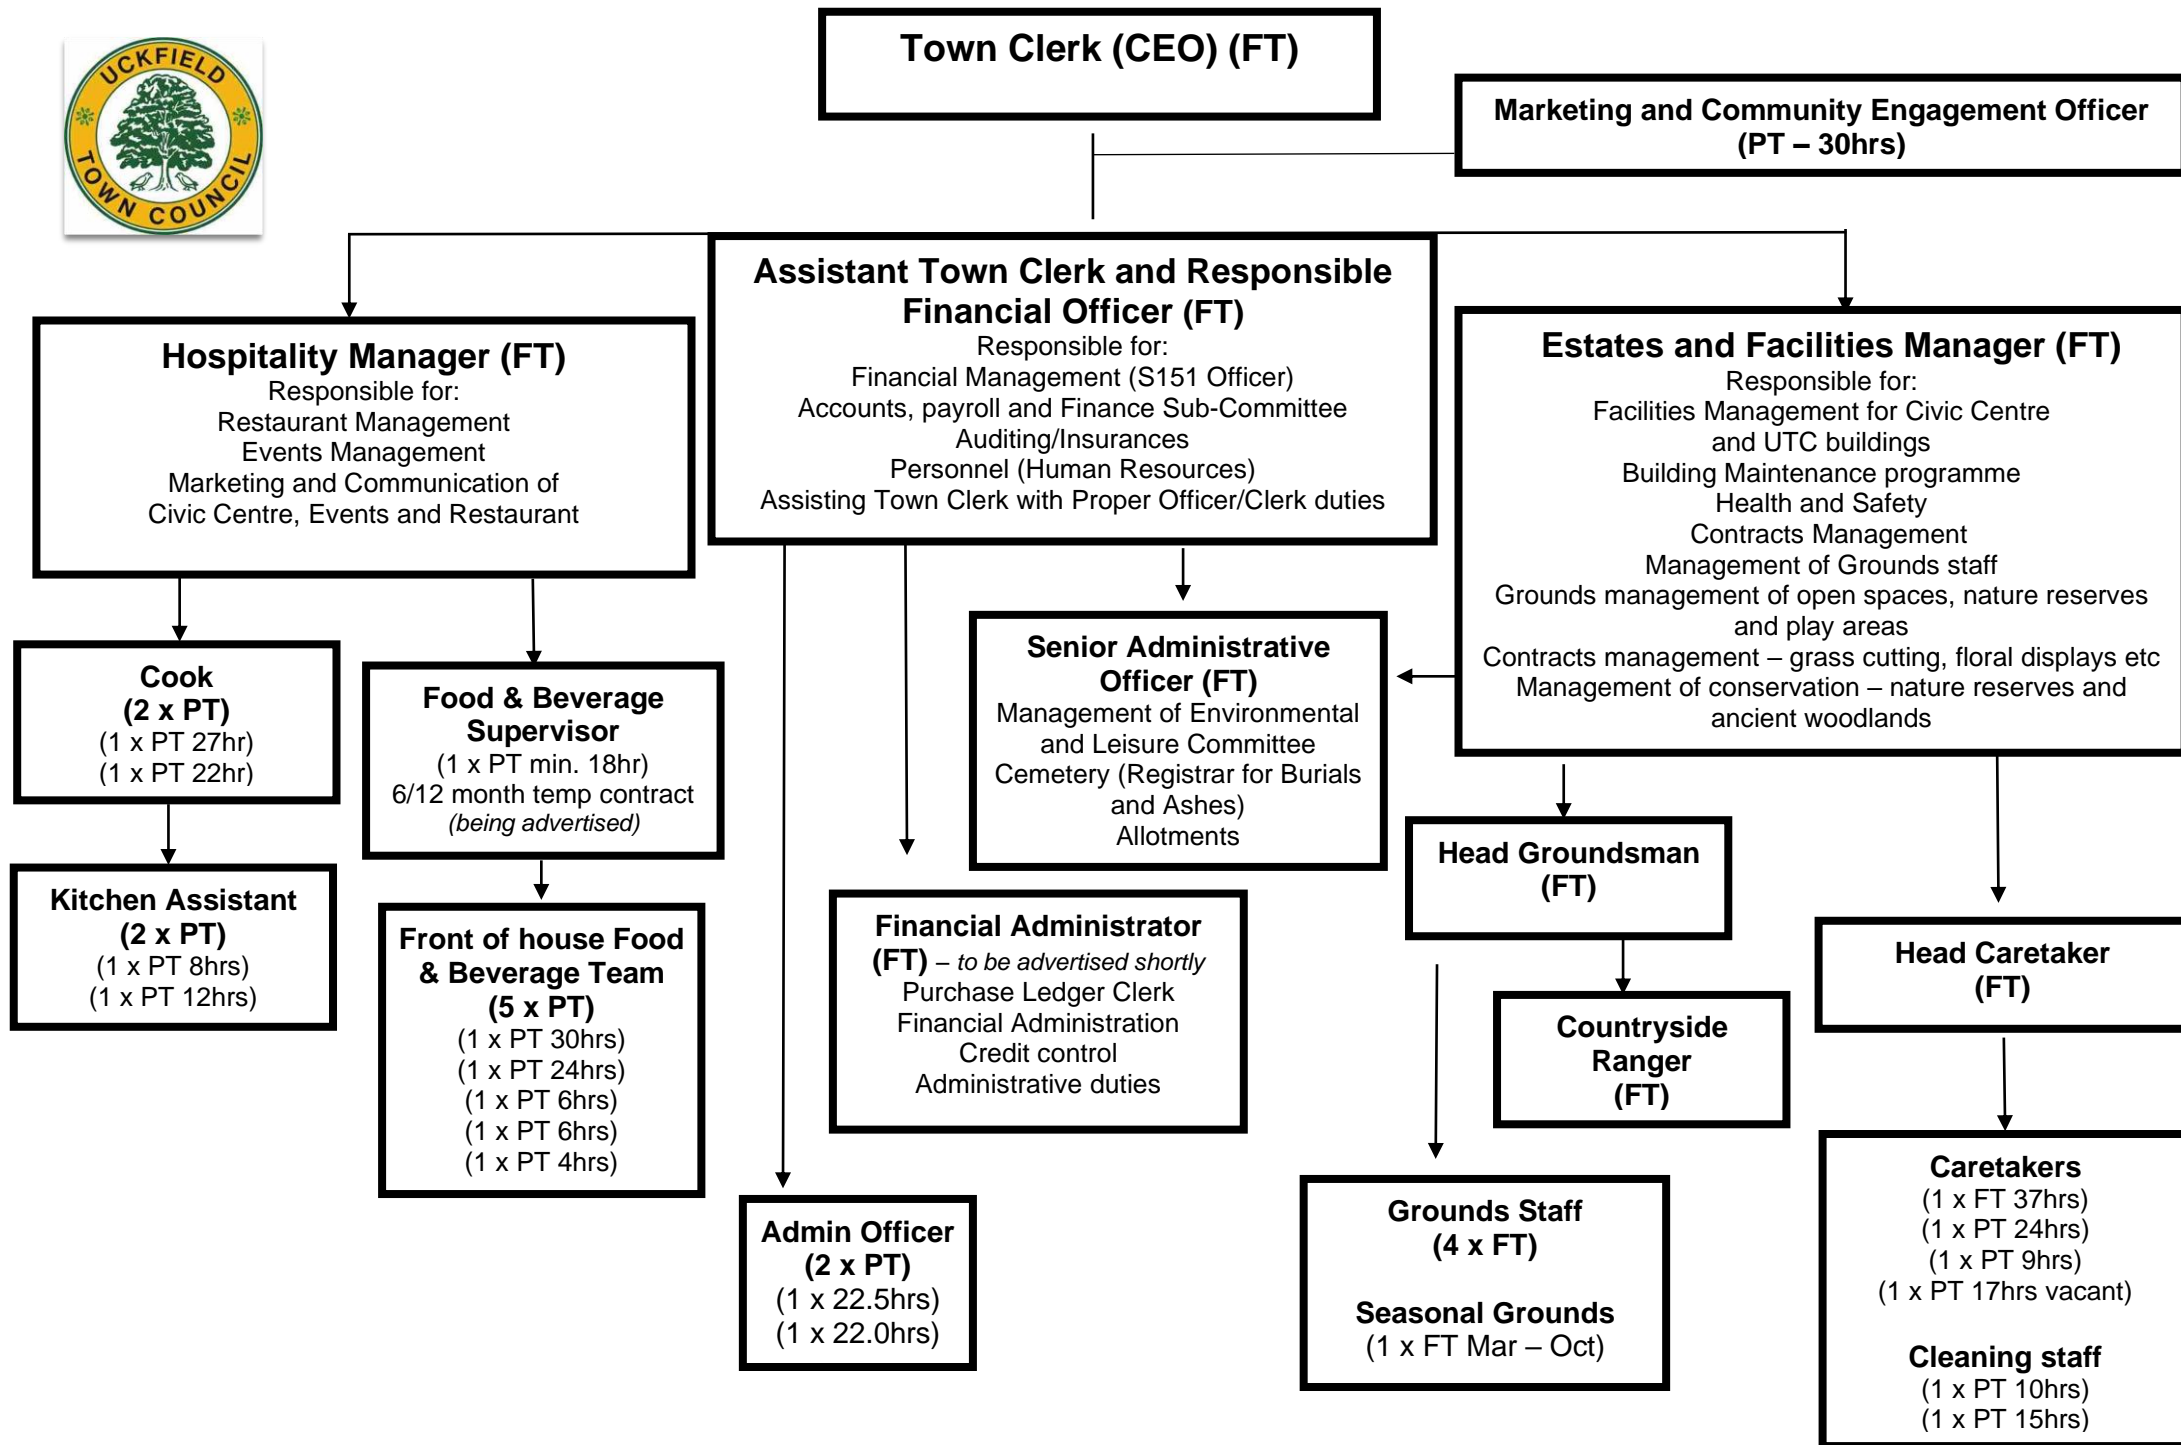 UCKFIELD
TOWN COUNCIL
Town Clerk (CEO) (FT)
Marketing and Community Engagement Officer
(PT – 30hrs)
Assistant Town Clerk and Responsible
Financial Officer (FT)
Responsible for:
Financial Management (S151 Officer)
Accounts, payroll and Finance Sub-Committee
Auditing/Insurances
Personnel (Human Resources)
Assisting Town Clerk with Proper Officer/Clerk duties
Hospitality Manager (FT)
Responsible for:
Restaurant Management
Events Management
Marketing and Communication of
Civic Centre, Events and Restaurant
Estates and Facilities Manager (FT)
Responsible for:
Facilities Management for Civic Centre
and UTC buildings
Building Maintenance programme
Health and Safety
Contracts Management
Management of Grounds staff
Grounds management of open spaces, nature reserves
and play areas
Contracts management – grass cutting, floral displays etc
Management of conservation – nature reserves and
ancient woodlands
Cook
(2 x PT)
(1 x PT 27hr)
(1 x PT 22hr)
Food & Beverage
Supervisor
(1 x PT min. 18hr)
6/12 month temp contract
(being advertised)
Senior Administrative
Officer (FT)
Management of Environmental
and Leisure Committee
Cemetery (Registrar for Burials
and Ashes)
Allotments
Head Groundsman
(FT)
Kitchen Assistant
(2 x PT)
(1 x PT 8hrs)
(1 x PT 12hrs)
Front of house Food
& Beverage Team
(5 x PT)
(1 x PT 30hrs)
(1 x PT 24hrs)
(1 x PT 6hrs)
(1 x PT 6hrs)
(1 x PT 4hrs)
Financial Administrator
(FT) – to be advertised shortly
Purchase Ledger Clerk
Financial Administration
Credit control
Administrative duties
Head Caretaker
(FT)
Countryside
Ranger
(FT)
Admin Officer
(2 x PT)
(1 x 22.5hrs)
(1 x 22.0hrs)
Grounds Staff
(4 x FT)
Seasonal Grounds
(1 x FT Mar – Oct)
Caretakers
(1 x FT 37hrs)
(1 x PT 24hrs)
(1 x PT 9hrs)
(1 x PT 17hrs vacant)
Cleaning staff
(1 x PT 10hrs)
(1 x PT 15hrs)